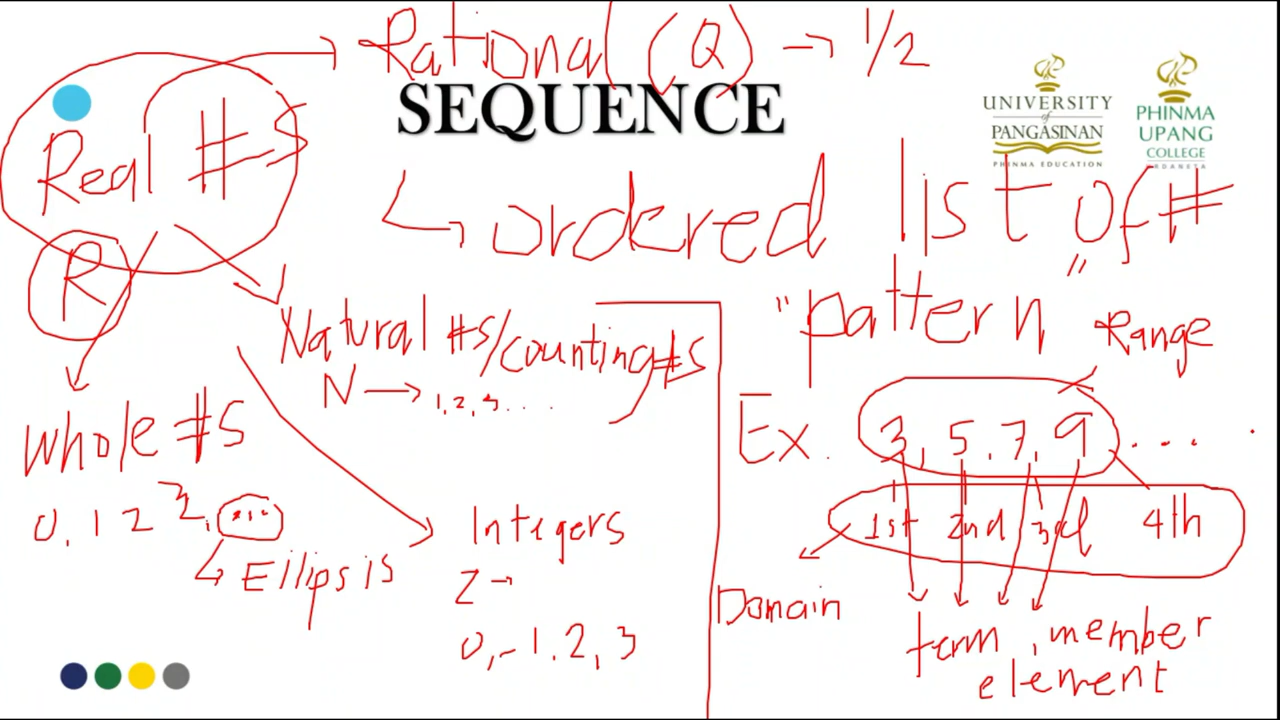 Rational (Q) → 1/2
SEQUENCE
UNIVERSITY
of
PANGASINAN
PHINMA EDUCATION
PHINMA
UPANG
COLLEGE
URDANETA
Real #s
R
ordered list of #
"pattern"
Natural #s/counting #s
N → 1, 2, 3 . . . .
Whole #s
0, 1 2 3, ...
Ellipsis
Integers
Z →
0, -1, 2, 3
Range
Ex. 3, 5, 7, 9 . . . .
1st 2nd 3rd 4th
Domain
term, member
element